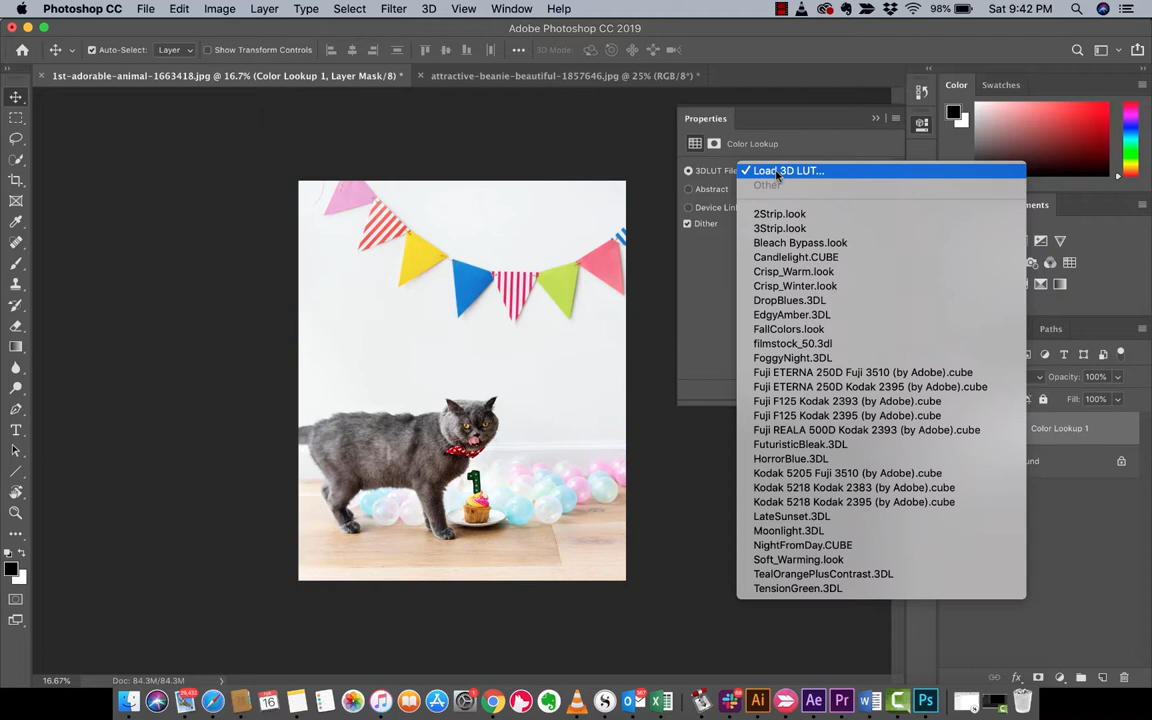 Photoshop CC File Edit Image Layer Type Select Filter 3D View Window Help 98% Sat 9:42 PM
Adobe Photoshop CC 2019
Auto-Select: Layer Show Transform Controls 3D Mode:
1st-adorable-animal-1663418.jpg @ 16.7% (Color Lookup 1, Layer Mask/8) * attractive-beanie-beautiful-1857646.jpg @ 25% (RGB/8*) *
Color Swatches
Properties
Color Lookup
3DLUT File
Load 3D LUT...
Other
Abstract
Device Link
Dither
2Strip.look
3Strip.look
Bleach Bypass.look
Candlelight.CUBE
Crisp_Warm.look
Crisp_Winter.look
DropBlues.3DL
EdgyAmber.3DL
FallColors.look
filmstock_50.3dl
FoggyNight.3DL
Fuji ETERNA 250D Fuji 3510 (by Adobe).cube
Fuji ETERNA 250D Kodak 2395 (by Adobe).cube
Fuji F125 Kodak 2393 (by Adobe).cube
Fuji F125 Kodak 2395 (by Adobe).cube
Fuji REALA 500D Kodak 2393 (by Adobe).cube
FuturisticBleak.3DL
HorrorBlue.3DL
Kodak 5205 Fuji 3510 (by Adobe).cube
Kodak 5218 Kodak 2383 (by Adobe).cube
Kodak 5218 Kodak 2395 (by Adobe).cube
LateSunset.3DL
Moonlight.3DL
NightFromDay.CUBE
Soft_Warming.look
TealOrangePlusContrast.3DL
TensionGreen.3DL
ments
Paths
Opacity: 100%
Fill: 100%
Color Lookup 1
und
1
16.67% Doc: 84.3M/84.3M